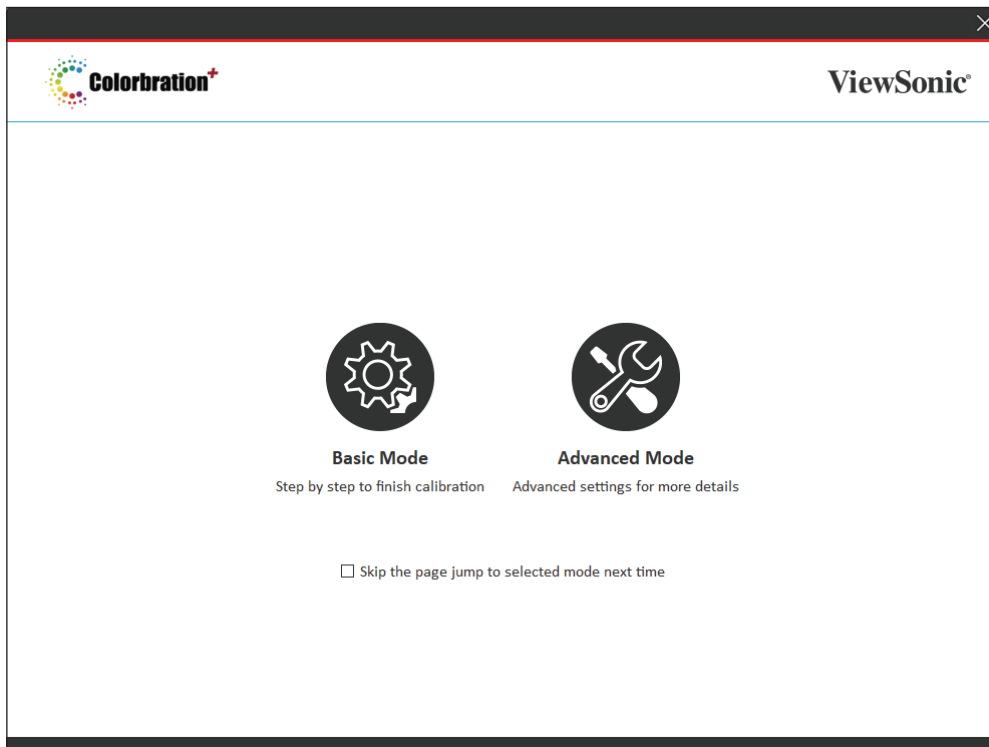 Colorbration+
ViewSonic®
Basic Mode
Advanced Mode
Step by step to finish calibration
Advanced settings for more details
Skip the page jump to selected mode next time